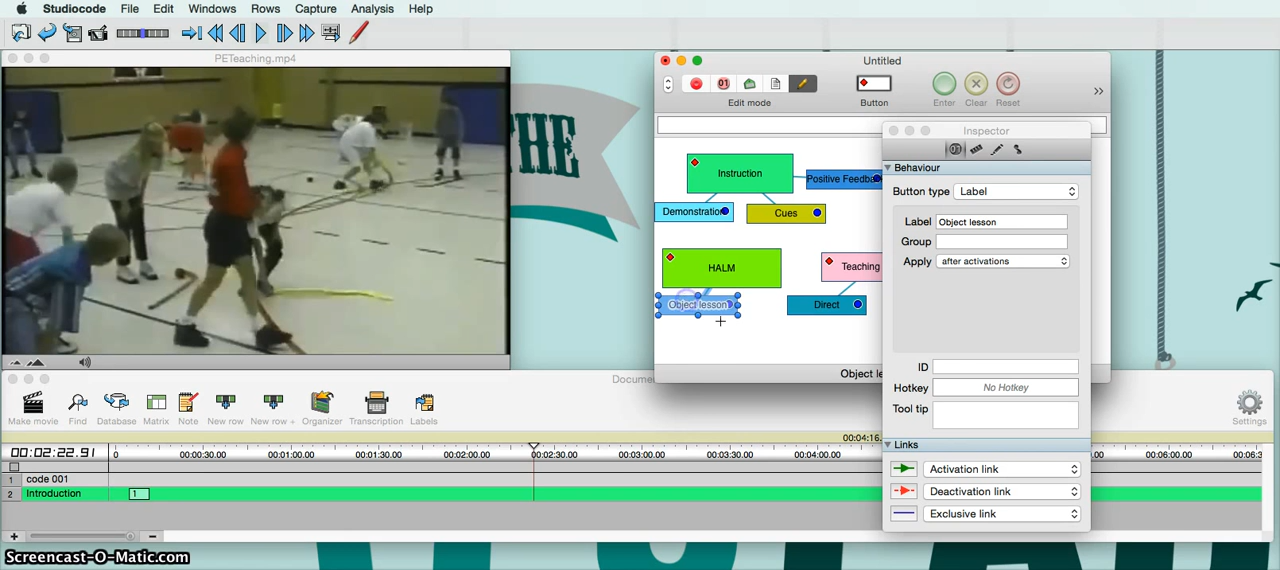 Studiocode File Edit Windows Rows Capture Analysis Help
PETeaching.mp4
THE
Untitled
01
Edit mode Button Enter Clear Reset
Inspector
Instruction
Positive Feedba
Demonstration
Cues
HALM
Teaching
Object lesson
Direct
Object le
Behaviour
Button type Label
Label Object lesson
Group
Apply after activations
ID
Hotkey No Hotkey
Tool tip
Links
Activation link
Deactivation link
Exclusive link
Docume
Make movie Find Database Matrix Note New row New row + Organizer Transcription Labels Settings
00:04:16.
00:02:22.91 0 00:00:30.00 00:01:00.00 00:01:30.00 00:02:00.00 00:02:30.00 00:03:00.00 00:03:30.00 00:04:00.00 00:06:00.00 00:06:3
1 code 001
2 Introduction 1
Screencast-O-Matic.com